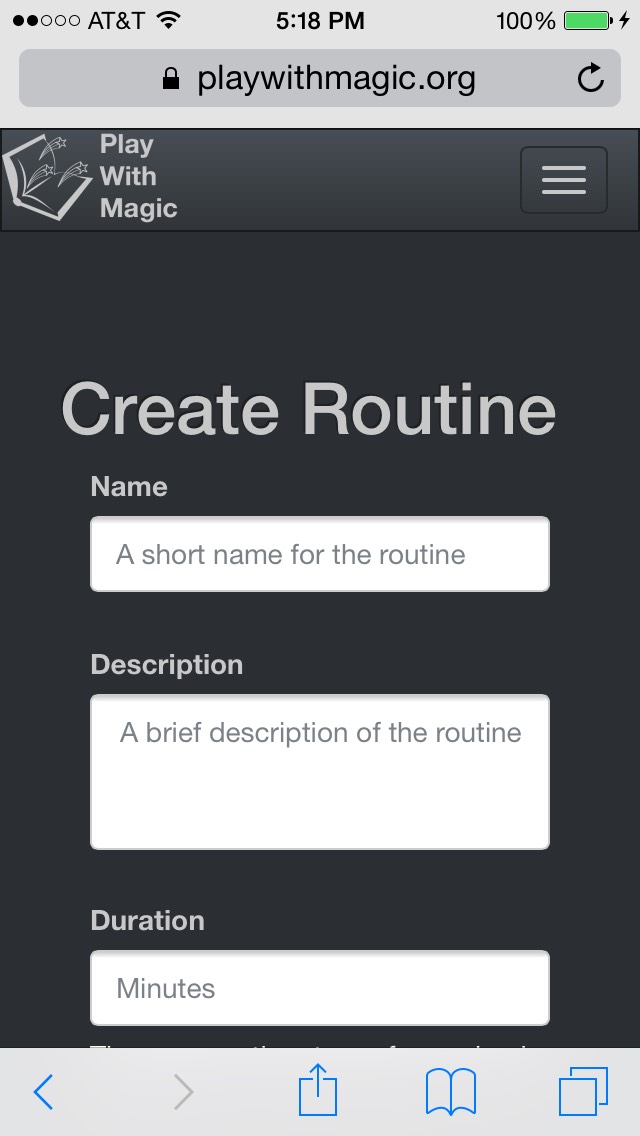 AT&T 5:18 PM 100%
playwithmagic.org
Play
With
Magic
Create Routine
Name
A short name for the routine
Description
A brief description of the routine
Duration
Minutes